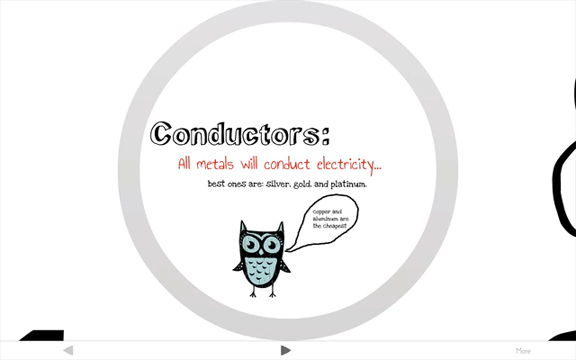 Conductors:
All metals will conduct electricity...
best ones are: silver, gold, and platinum.
copper and
aluminum are
the cheapest
More